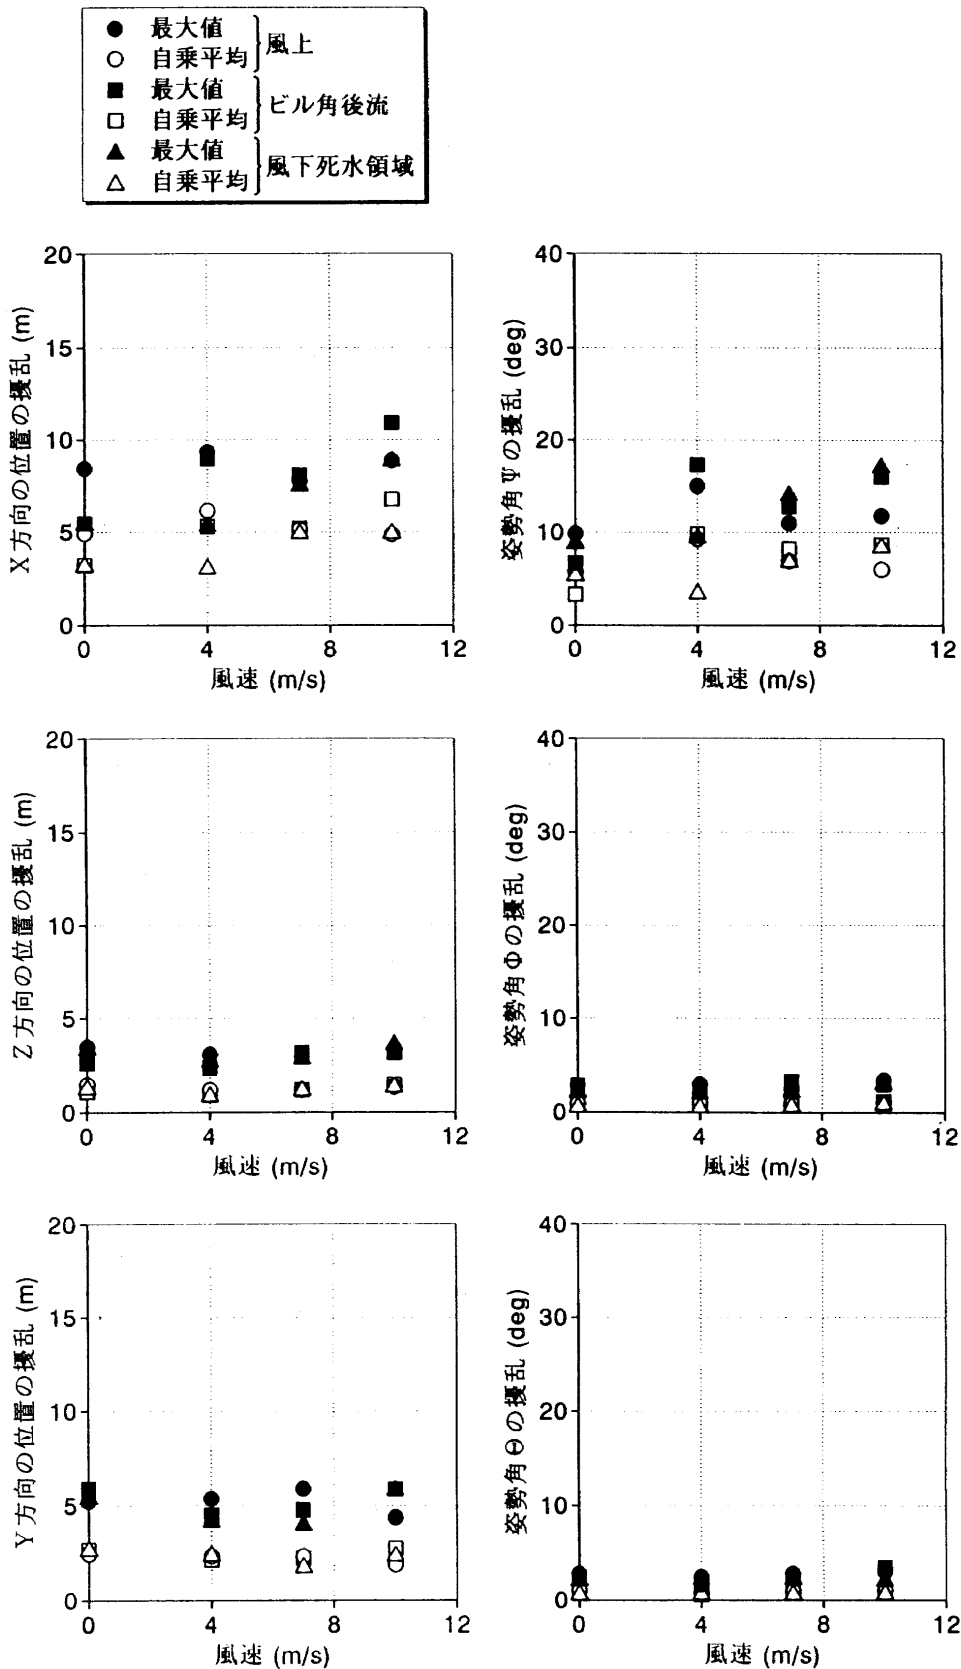 ● 最大値
○ 自乗平均
風上
■ 最大値
□ 自乗平均
ビル角後流
▲ 最大値
△ 自乗平均
風下死水領域
X方向の位置の擾乱 (m)
20
15
10
5
0
0 4 8 12
風速 (m/s)
姿勢角Ψの擾乱 (deg)
40
30
20
10
0
0 4 8 12
風速 (m/s)
Z方向の位置の擾乱 (m)
20
15
10
5
0
0 4 8 12
風速 (m/s)
姿勢角Φの擾乱 (deg)
40
30
20
10
0
0 4 8 12
風速 (m/s)
Y方向の位置の擾乱 (m)
20
15
10
5
0
0 4 8 12
風速 (m/s)
姿勢角Θの擾乱 (deg)
40
30
20
10
0
0 4 8 12
風速 (m/s)